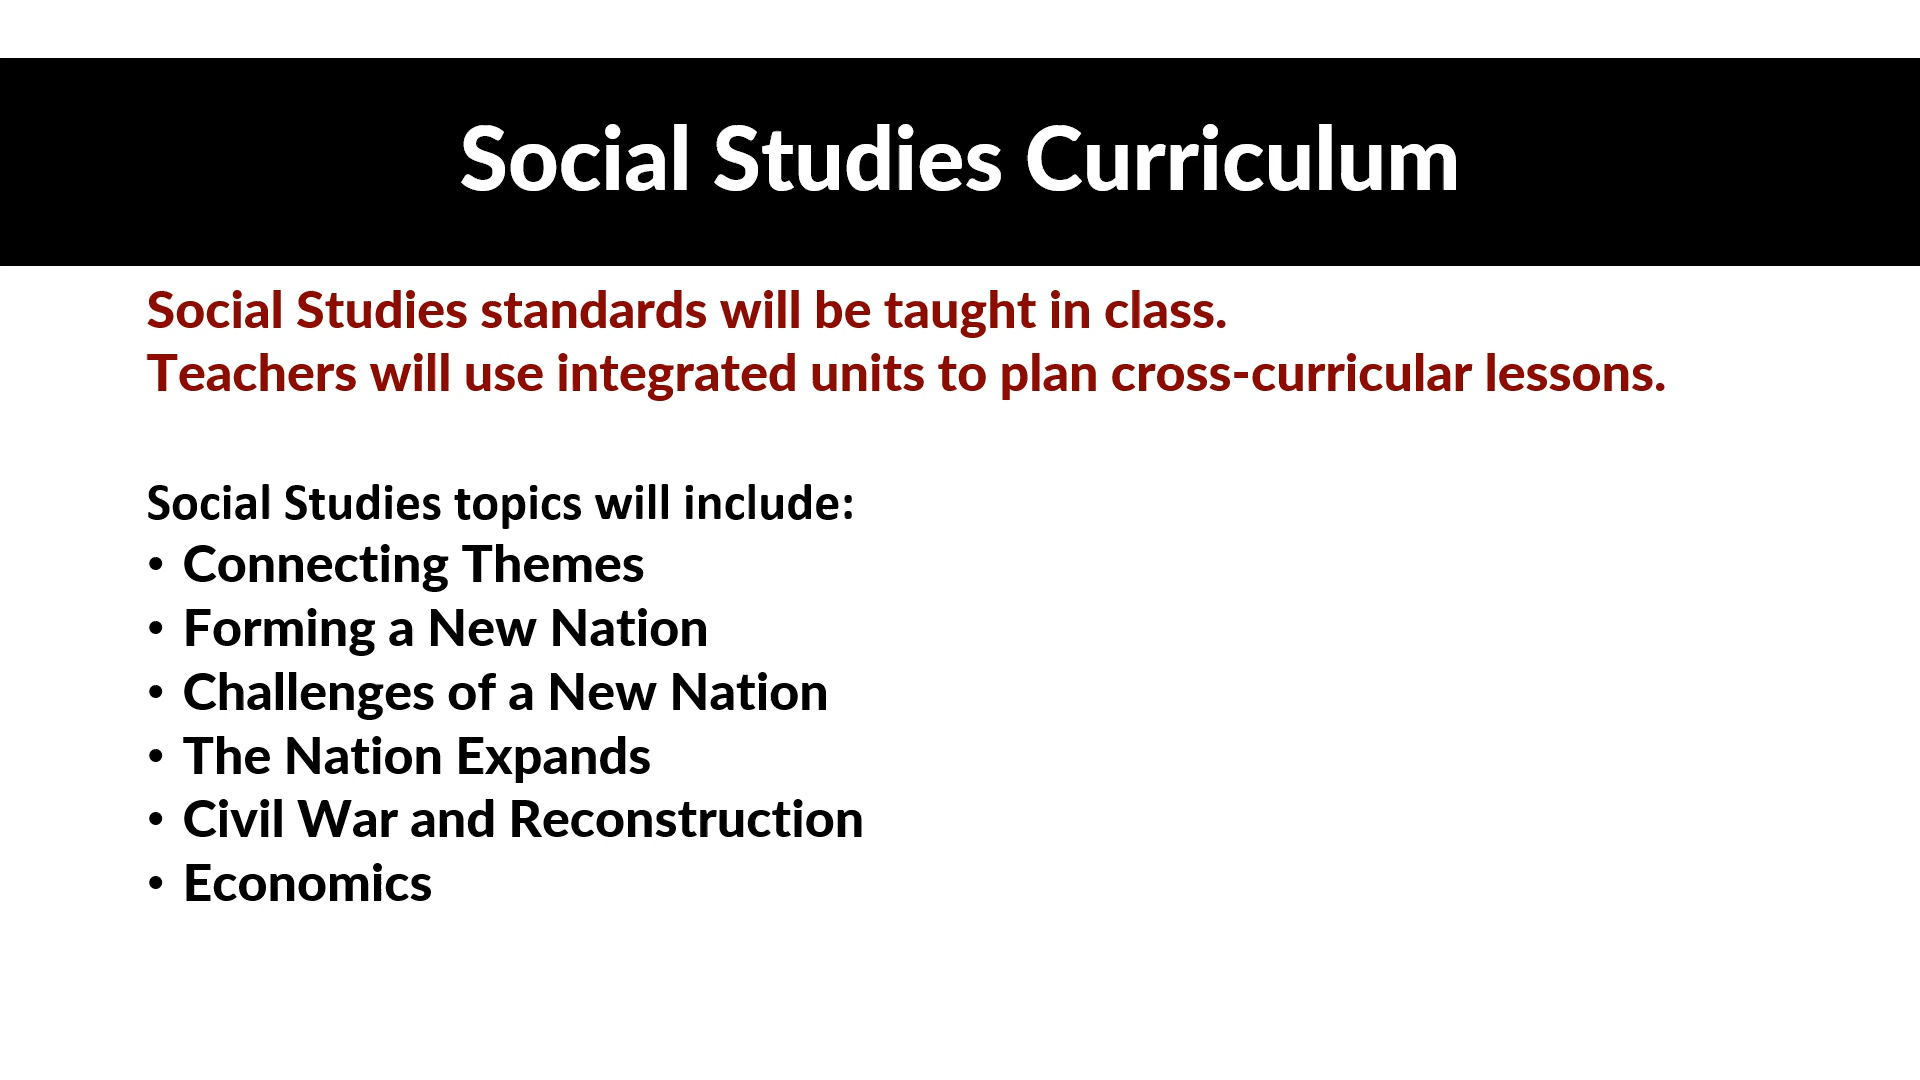 Social Studies Curriculum
Social Studies standards will be taught in class.
Teachers will use integrated units to plan cross-curricular lessons.
Social Studies topics will include:
• Connecting Themes
• Forming a New Nation
• Challenges of a New Nation
• The Nation Expands
• Civil War and Reconstruction
• Economics